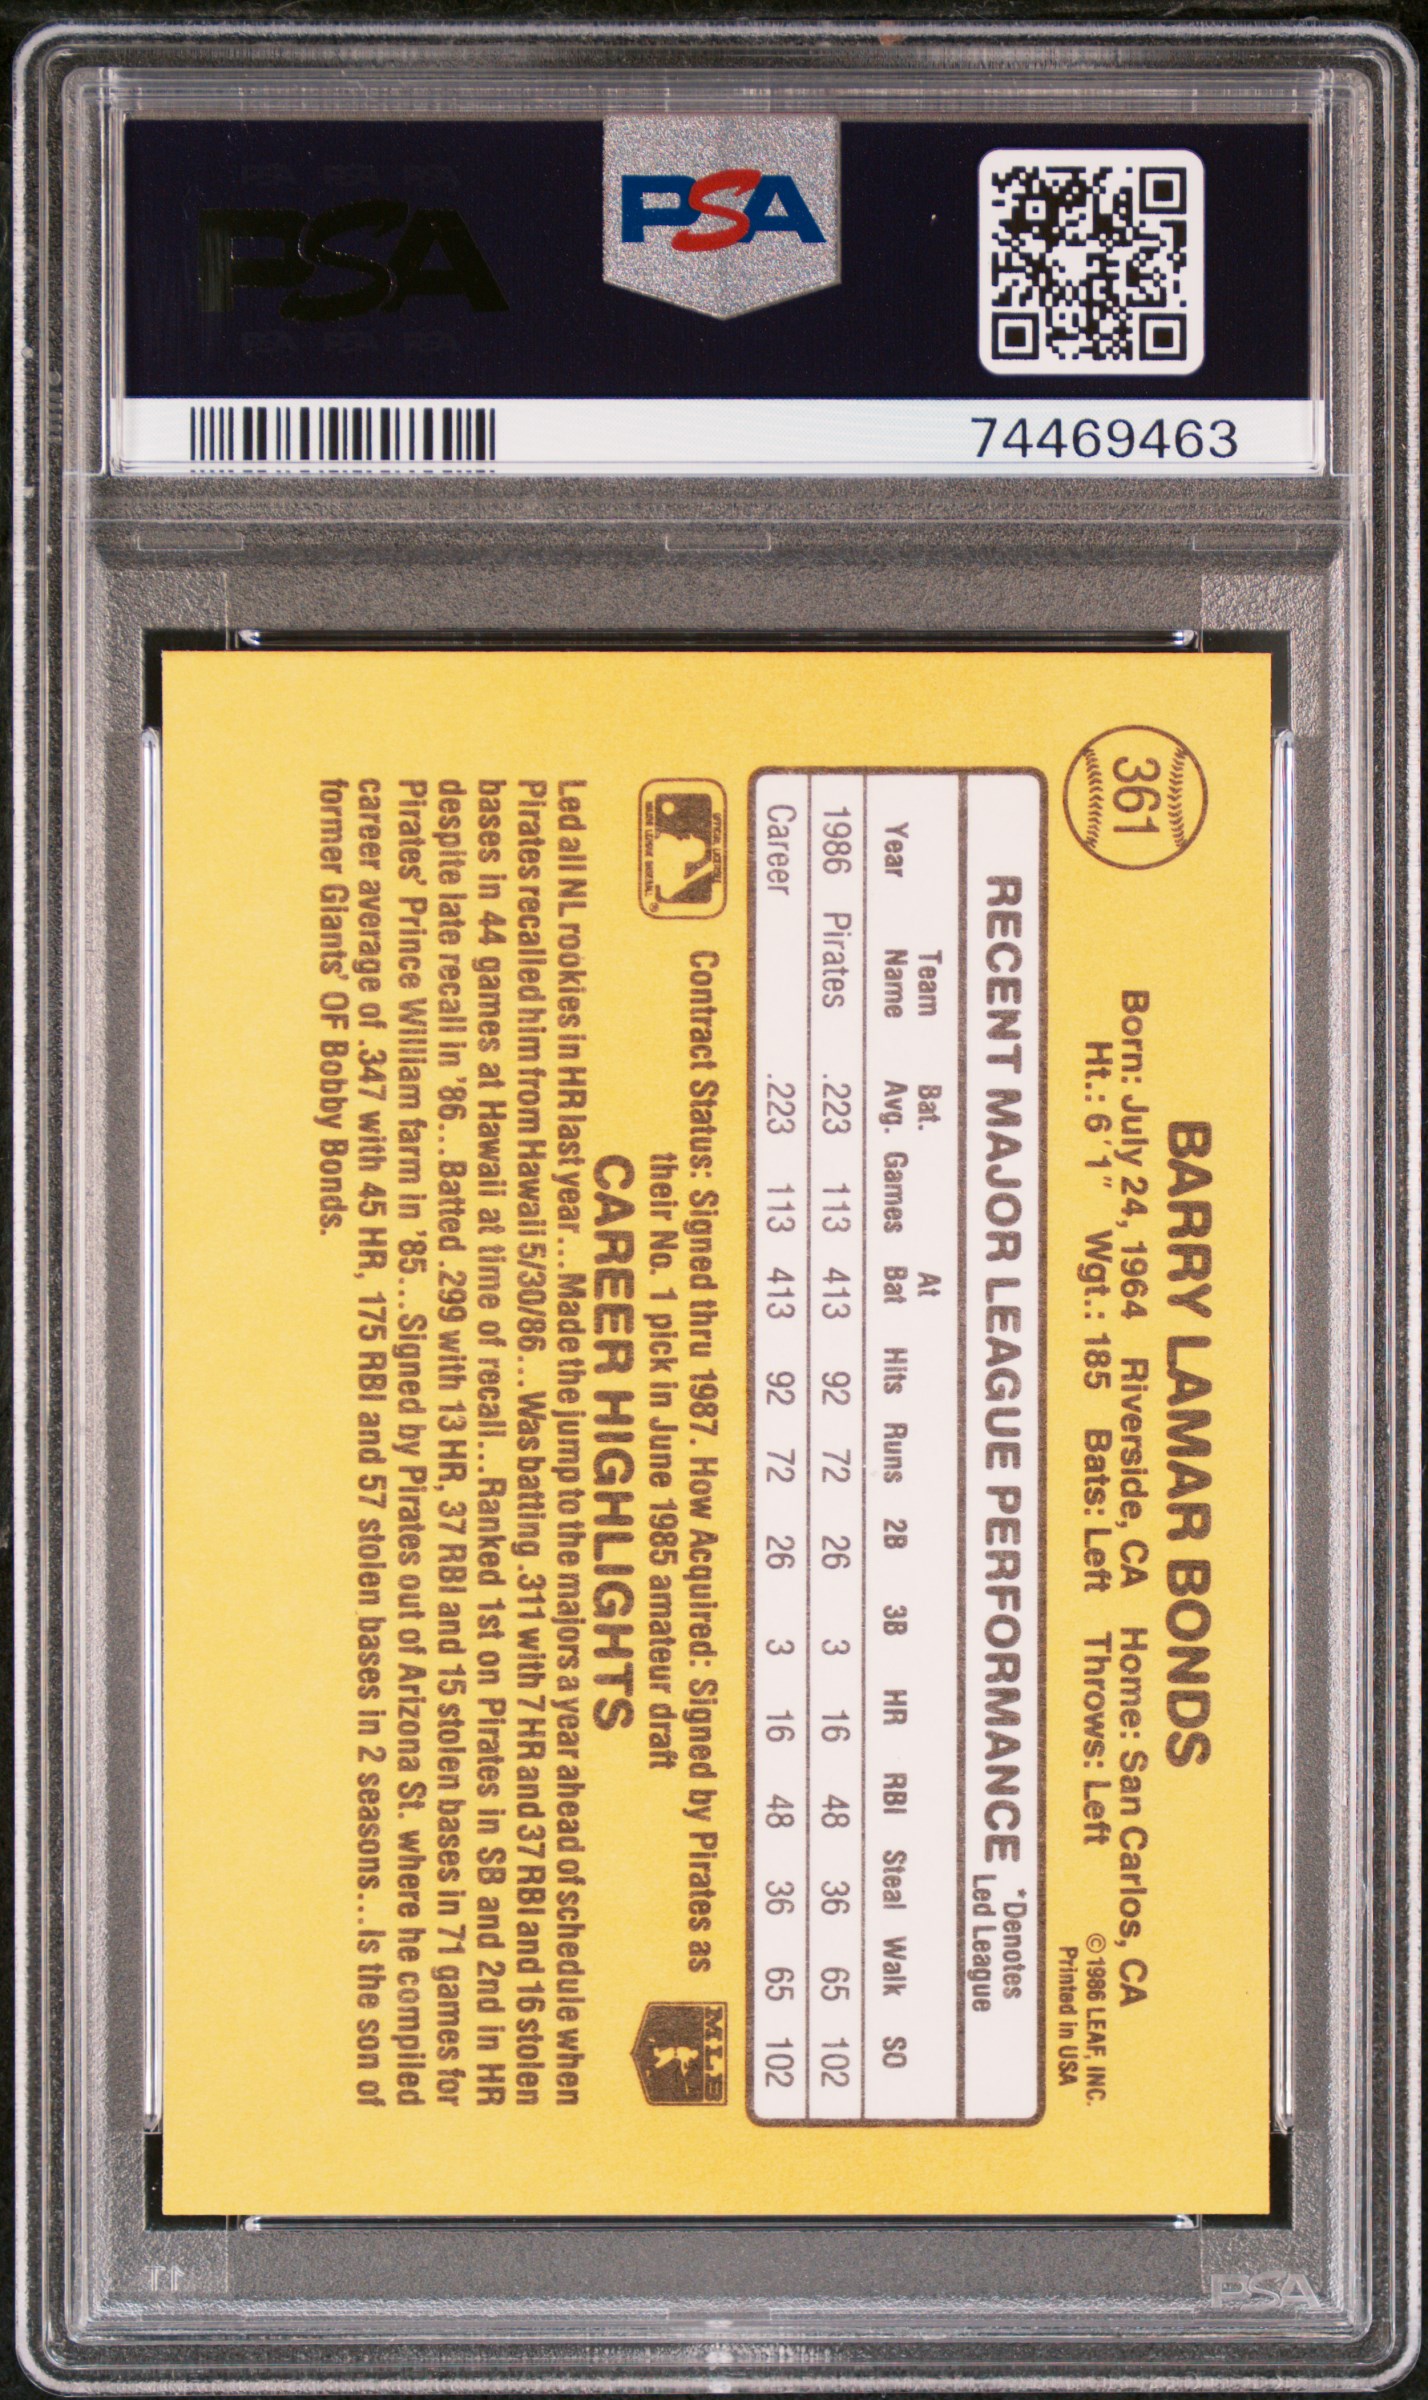 PSA
PSA
74469463
361
BARRY LAMAR BONDS
Born: July 24, 1964 Riverside, CA Home: San Carlos, CA
Ht.: 6'1" Wgt.: 185 Bats: Left Throws: Left
©1986 LEAF, INC.
Printed in USA
RECENT MAJOR LEAGUE PERFORMANCE *Denotes Led League
Team Bat. At
Year Name Avg. Games Bat Hits Runs 2B 3B HR RBI Steal Walk SO
1986 Pirates .223 113 413 92 72 26 3 16 48 36 65 102
Career .223 113 413 92 72 26 3 16 48 36 65 102
Contract Status: Signed thru 1987. How Acquired: Signed by Pirates as
their No. 1 pick in June 1985 amateur draft
MLB
CAREER HIGHLIGHTS
Led all NL rookies in HR last year...Made the jump to the majors a year ahead of schedule when
Pirates recalled him from Hawaii 5/30/86...Was batting .311 with 7 HR and 37 RBI and 16 stolen
bases in 44 games at Hawaii at time of recall...Ranked 1st on Pirates in SB and 2nd in HR
despite late recall in '86...Batted .299 with 13 HR, 37 RBI and 15 stolen bases in 71 games for
Pirates' Prince William farm in '85...Signed by Pirates out of Arizona St. where he compiled
career average of .347 with 45 HR, 175 RBI and 57 stolen bases in 2 seasons...Is the son of
former Giants' OF Bobby Bonds.
PSA